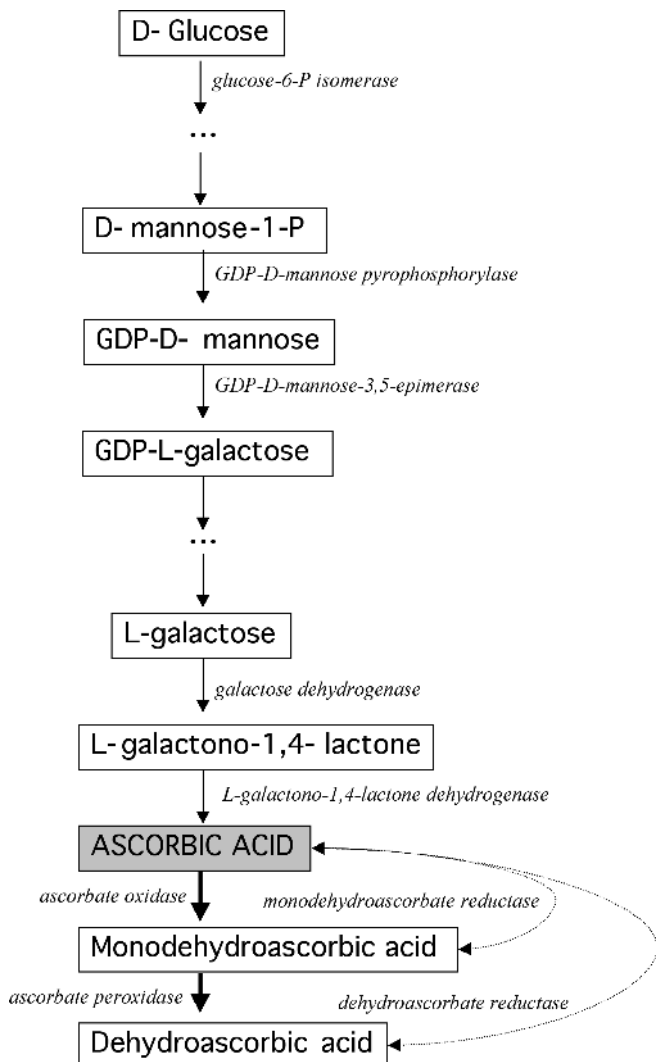 D- Glucose
glucose-6-P isomerase
...
D- mannose-1-P
GDP-D-mannose pyrophosphorylase
GDP-D- mannose
GDP-D-mannose-3,5-epimerase
GDP-L-galactose
...
L-galactose
galactose dehydrogenase
L- galactono-1,4- lactone
L-galactono-1,4-lactone dehydrogenase
ASCORBIC ACID
ascorbate oxidase
monodehydroascorbate reductase
Monodehydroascorbic acid
ascorbate peroxidase
dehydroascorbate reductase
Dehydroascorbic acid